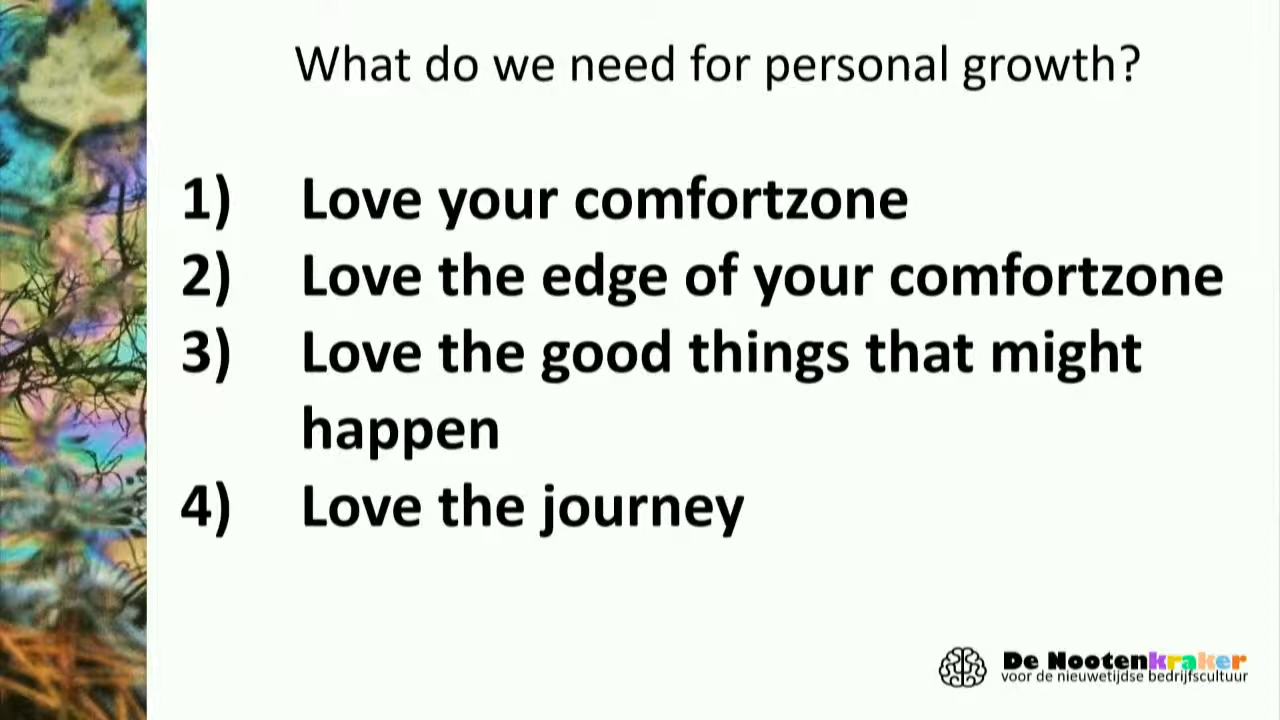 What do we need for personal growth?
1) Love your comfortzone
2) Love the edge of your comfortzone
3) Love the good things that might
happen
4) Love the journey
De Nootenkraker
voor de nieuwetijdse bedrijfscultuur